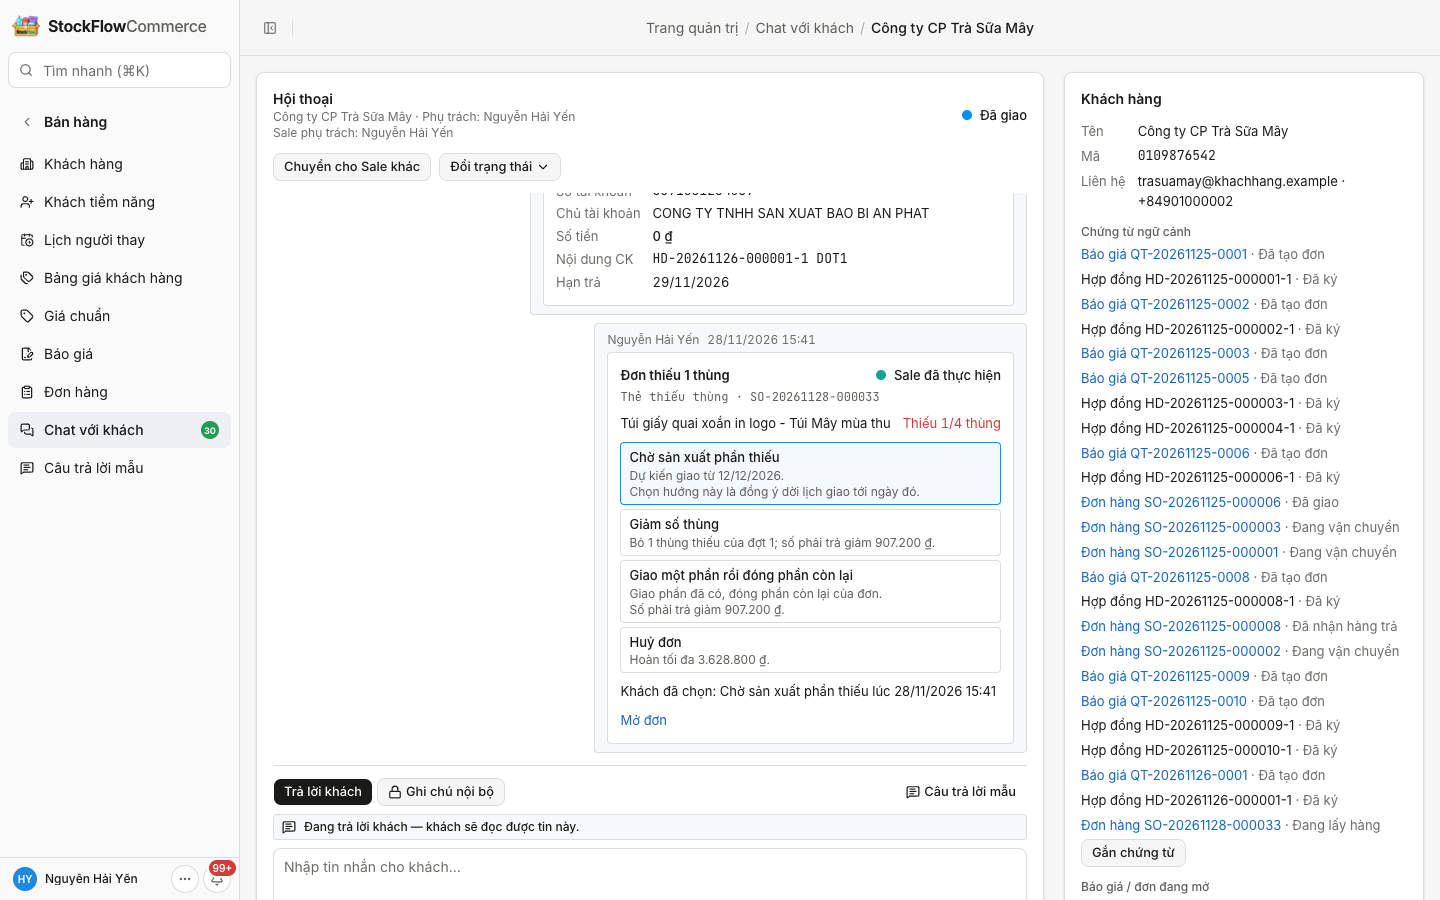 StockFlowCommerce
Tìm nhanh (⌘K)
Bán hàng
Khách hàng
Khách tiềm năng
Lịch người thay
Bảng giá khách hàng
Giá chuẩn
Báo giá
Đơn hàng
Chat với khách
30
Câu trả lời mẫu
HY
Nguyễn Hải Yến
99+
Trang quản trị / Chat với khách / Công ty CP Trà Sữa Mây
Hội thoại
Công ty CP Trà Sữa Mây · Phụ trách: Nguyễn Hải Yến
Sale phụ trách: Nguyễn Hải Yến
Đã giao
Chuyển cho Sale khác
Đổi trạng thái
Chủ tài khoản CONG TY TNHH SAN XUAT BAO BI AN PHAT
Số tiền 0 ₫
Nội dung CK HD-20261126-000001-1 DOT1
Hạn trả 29/11/2026
Nguyễn Hải Yến 28/11/2026 15:41
Đơn thiếu 1 thùng
Sale đã thực hiện
Thẻ thiếu thùng · SO-20261128-000033
Túi giấy quai xoắn in logo - Túi Mây mùa thu Thiếu 1/4 thùng
Chờ sản xuất phần thiếu
Dự kiến giao từ 12/12/2026.
Chọn hướng này là đồng ý dời lịch giao tới ngày đó.
Giảm số thùng
Bỏ 1 thùng thiếu của đợt 1; số phải trả giảm 907.200 ₫.
Giao một phần rồi đóng phần còn lại
Giao phần đã có, đóng phần còn lại của đơn.
Số phải trả giảm 907.200 ₫.
Huỷ đơn
Hoàn tối đa 3.628.800 ₫.
Khách đã chọn: Chờ sản xuất phần thiếu lúc 28/11/2026 15:41
Mở đơn
Trả lời khách
Ghi chú nội bộ
Câu trả lời mẫu
Đang trả lời khách — khách sẽ đọc được tin này.
Nhập tin nhắn cho khách...
Khách hàng
Tên Công ty CP Trà Sữa Mây
Mã 0109876542
Liên hệ trasuamay@khachhang.example ·
+84901000002
Chứng từ ngữ cảnh
Báo giá QT-20261125-0001 · Đã tạo đơn
Hợp đồng HD-20261125-000001-1 · Đã ký
Báo giá QT-20261125-0002 · Đã tạo đơn
Hợp đồng HD-20261125-000002-1 · Đã ký
Báo giá QT-20261125-0003 · Đã tạo đơn
Báo giá QT-20261125-0005 · Đã tạo đơn
Hợp đồng HD-20261125-000003-1 · Đã ký
Hợp đồng HD-20261125-000004-1 · Đã ký
Báo giá QT-20261125-0006 · Đã tạo đơn
Hợp đồng HD-20261125-000006-1 · Đã ký
Đơn hàng SO-20261125-000006 · Đã giao
Đơn hàng SO-20261125-000003 · Đang vận chuyển
Đơn hàng SO-20261125-000001 · Đang vận chuyển
Báo giá QT-20261125-0008 · Đã tạo đơn
Hợp đồng HD-20261125-000008-1 · Đã ký
Đơn hàng SO-20261125-000008 · Đã nhận hàng trả
Đơn hàng SO-20261125-000002 · Đang vận chuyển
Báo giá QT-20261125-0009 · Đã tạo đơn
Báo giá QT-20261125-0010 · Đã tạo đơn
Hợp đồng HD-20261125-000009-1 · Đã ký
Hợp đồng HD-20261125-000010-1 · Đã ký
Báo giá QT-20261126-0001 · Đã tạo đơn
Hợp đồng HD-20261126-000001-1 · Đã ký
Đơn hàng SO-20261128-000033 · Đang lấy hàng
Gắn chứng từ
Báo giá / đơn đang mở